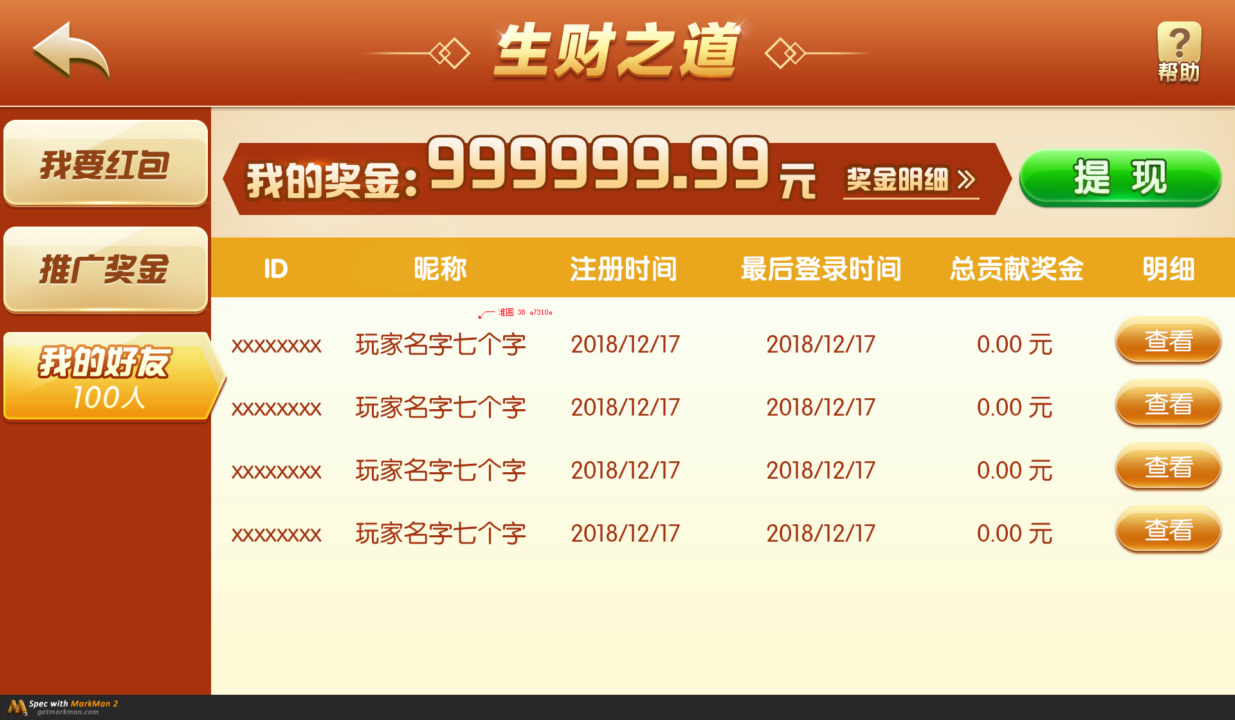 生财之道
?
帮助
我要红包
推广奖金
我的好友
100人
我的奖金: 999999.99 元 奖金明细 »
提 现
ID 昵称 注册时间 最后登录时间 总贡献奖金 明细
xxxxxxxx 玩家名字七个字 2018/12/17 2018/12/17 0.00 元 查看
xxxxxxxx 玩家名字七个字 2018/12/17 2018/12/17 0.00 元 查看
xxxxxxxx 玩家名字七个字 2018/12/17 2018/12/17 0.00 元 查看
xxxxxxxx 玩家名字七个字 2018/12/17 2018/12/17 0.00 元 查看
Spec with MarkMan 2
getmarkman.com